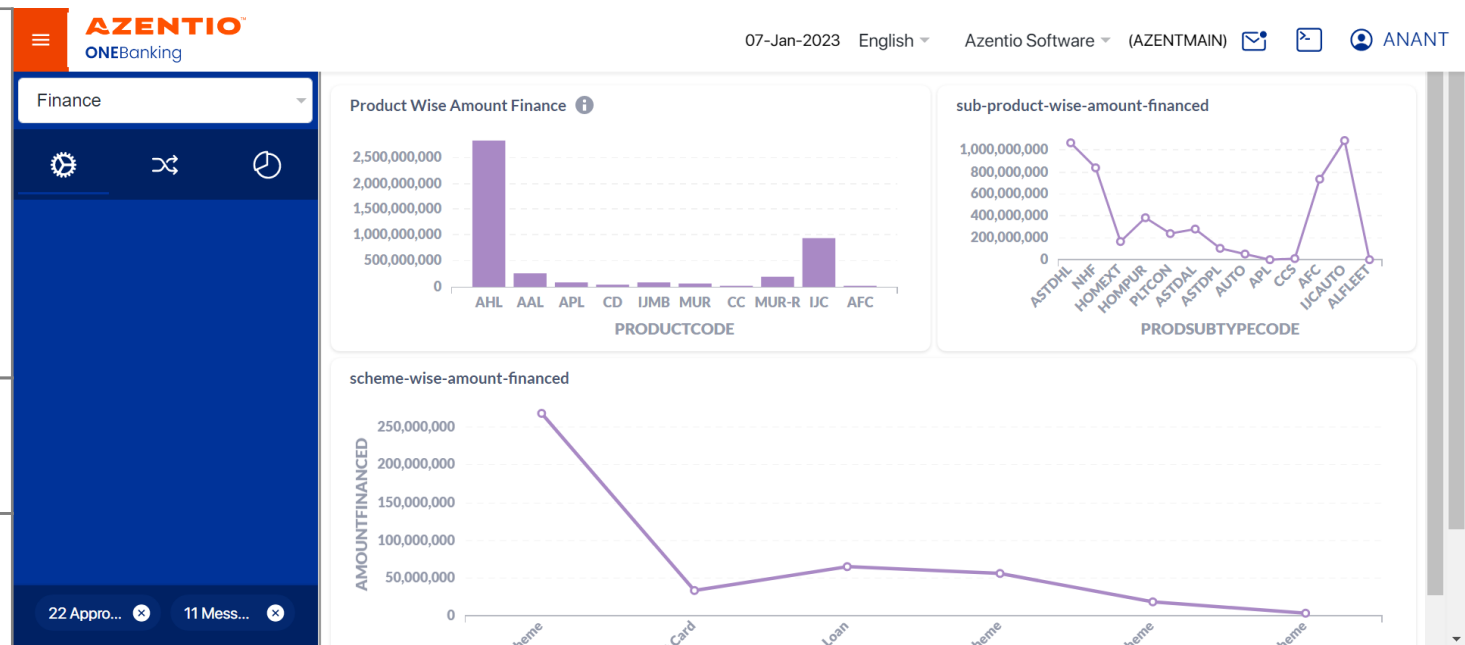 AZENTIO™
ONEBanking
07-Jan-2023 English Azentio Software (AZENTMAIN) ANANT
Finance
Product Wise Amount Finance
2,500,000,000
2,000,000,000
1,500,000,000
1,000,000,000
500,000,000
0
AHL AAL APL CD IJMB MUR CC MUR-R IJC AFC
PRODUCTCODE
sub-product-wise-amount-financed
1,000,000,000
800,000,000
600,000,000
400,000,000
200,000,000
0
ASTDHL NHF HOMEXT HOMPUR PLTCON ASTDAL ASTDPL AUTO APL CCS AFC IJCAUTO ALFLEET
PRODSUBTYPECODE
scheme-wise-amount-financed
AMOUNTFINANCED
250,000,000
200,000,000
150,000,000
100,000,000
50,000,000
0
Card Loan
22 Appro... 11 Mess...